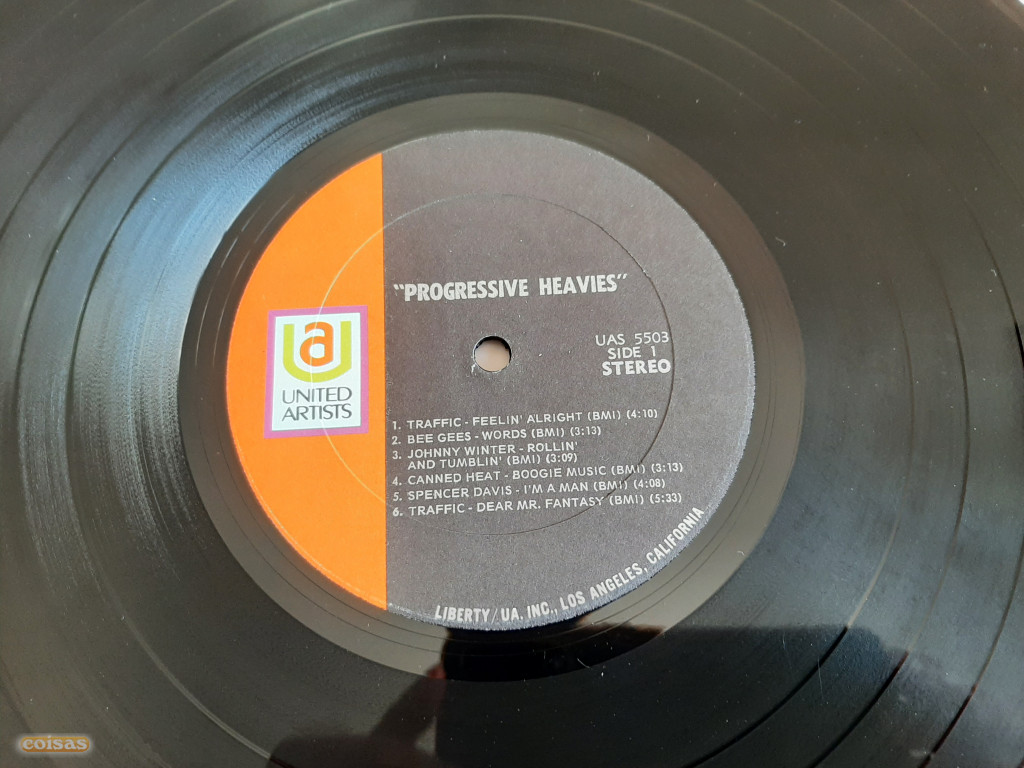 "PROGRESSIVE HEAVIES"
UAS 5503
SIDE 1
STEREO
ua
UNITED
ARTISTS
1. TRAFFIC - FEELIN' ALRIGHT (BMI) (4:10)
2. BEE GEES - WORDS (BMI) (3:13)
3. JOHNNY WINTER - ROLLIN'
AND TUMBLIN' (BMI) (3:09)
4. CANNED HEAT - BOOGIE MUSIC (BMI) (3:13)
5. SPENCER DAVIS - I'M A MAN (BMI) (4:08)
6. TRAFFIC - DEAR MR. FANTASY (BMI) (5:33)
LIBERTY/UA, INC., LOS ANGELES, CALIFORNIA
coisas